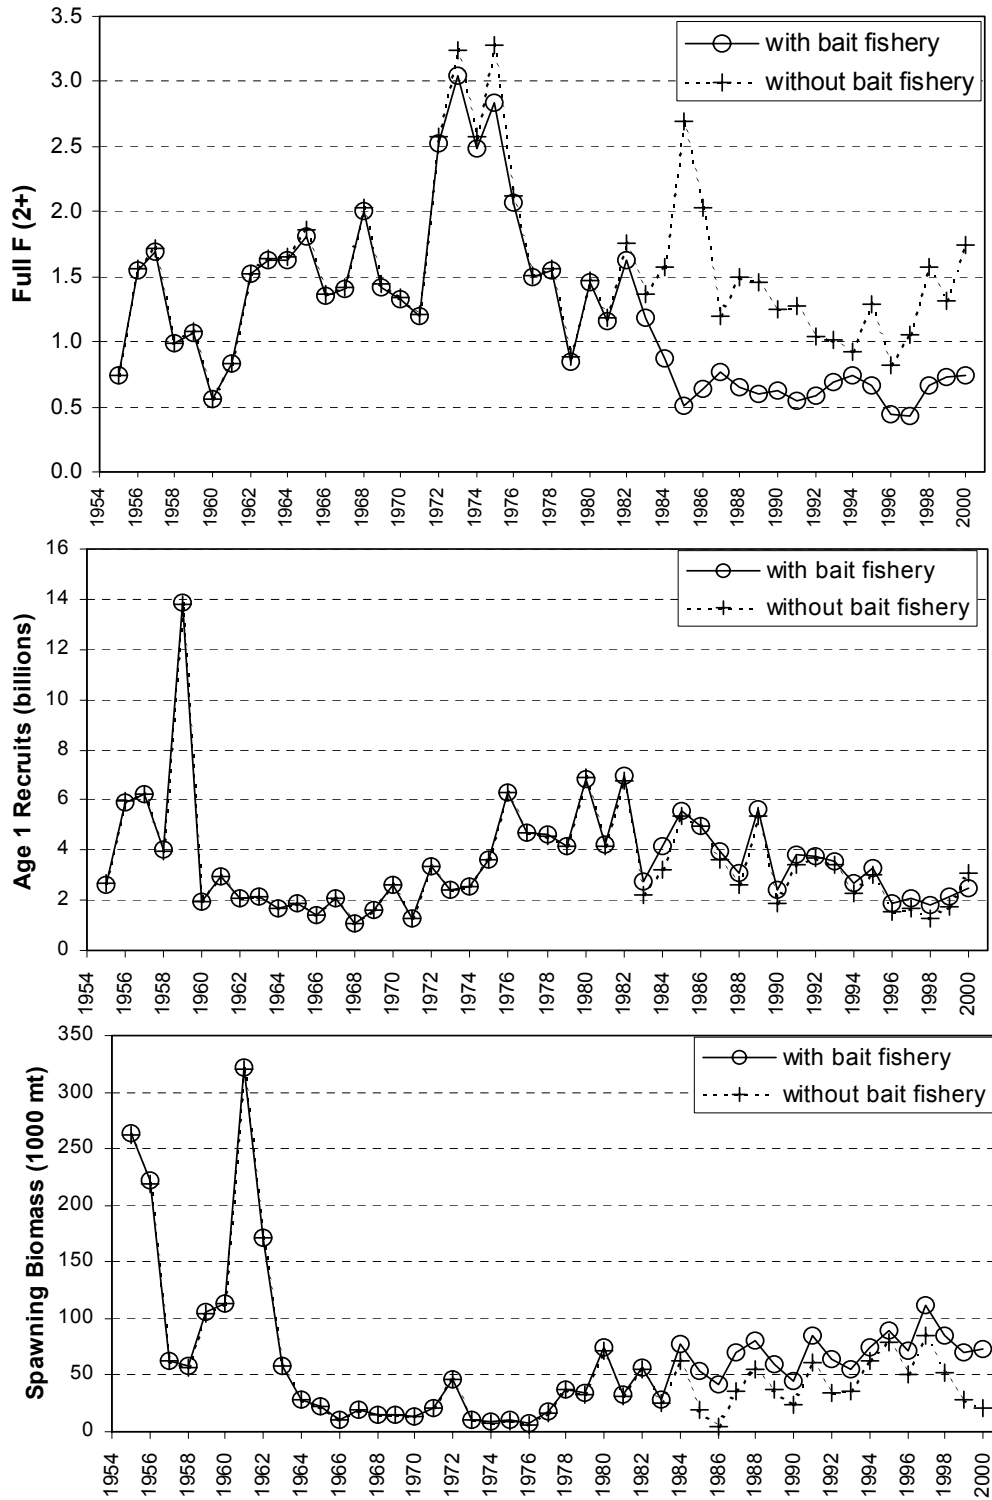 3.5
with bait fishery
3.0
without bait fishery
2.5
2.0
1.5
1.0
0.5
0.0
Full F (2+)
1954 1956 1958 1960 1962 1964 1966 1968 1970 1972 1974 1976 1978 1980 1982 1984 1986 1988 1990 1992 1994 1996 1998 2000
16
with bait fishery
14
without bait fishery
12
10
8
6
4
2
0
Age 1 Recruits (billions)
1954 1956 1958 1960 1962 1964 1966 1968 1970 1972 1974 1976 1978 1980 1982 1984 1986 1988 1990 1992 1994 1996 1998 2000
350
with bait fishery
300
without bait fishery
250
200
150
100
50
0
Spawning Biomass (1000 mt)
1954 1956 1958 1960 1962 1964 1966 1968 1970 1972 1974 1976 1978 1980 1982 1984 1986 1988 1990 1992 1994 1996 1998 2000